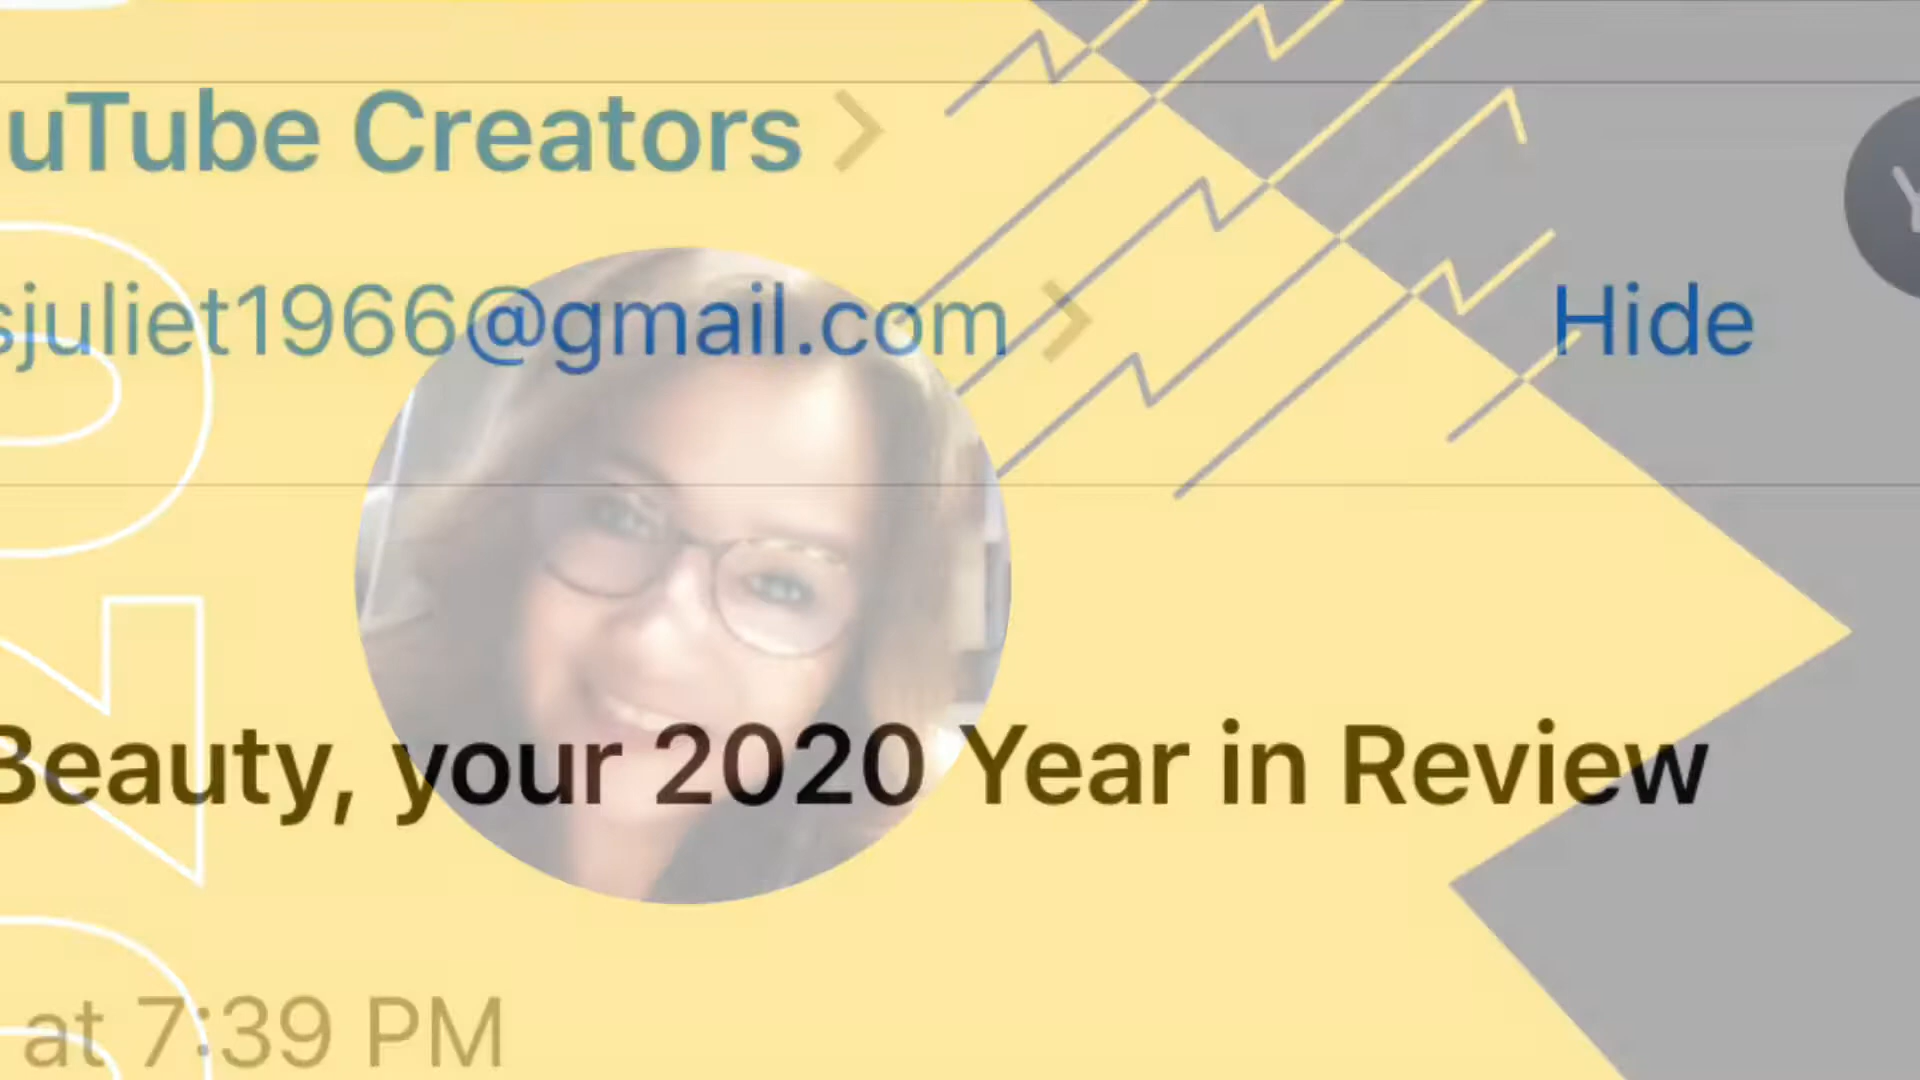 uTube Creators
sjuliet1966@gmail.com
Hide
Beauty, your 2020 Year in Review
at 7:39 PM